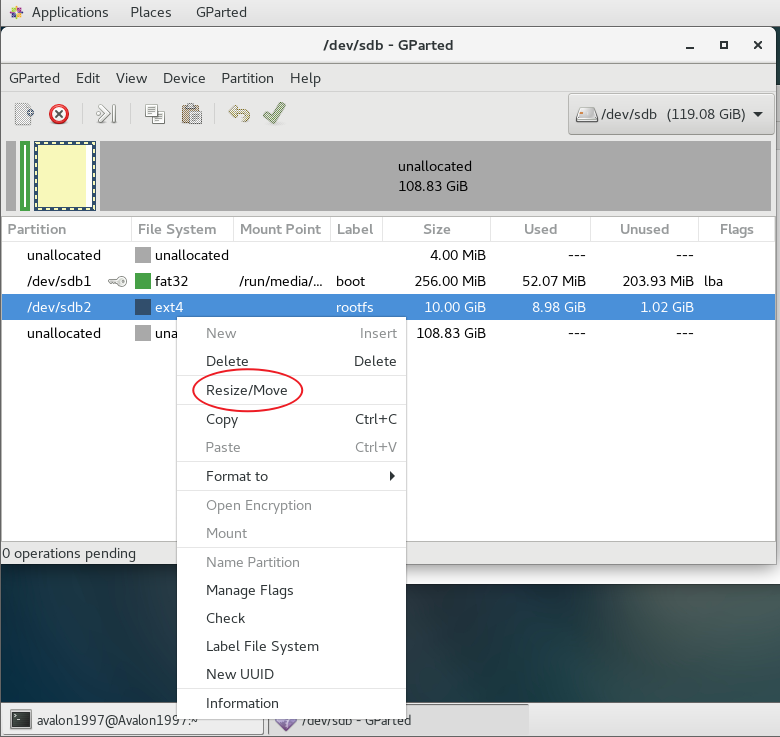 Applications Places GParted
/dev/sdb - GParted
GParted Edit View Device Partition Help
/dev/sdb (119.08 GiB)
unallocated
108.83 GiB
Partition File System Mount Point Label Size Used Unused Flags
unallocated unallocated 4.00 MiB --- ---
/dev/sdb1 fat32 /run/media/... boot 256.00 MiB 52.07 MiB 203.93 MiB lba
/dev/sdb2 ext4 rootfs 10.00 GiB 8.98 GiB 1.02 GiB
unallocated una 108.83 GiB --- ---
New Insert
Delete Delete
Resize/Move
Copy Ctrl+C
Paste Ctrl+V
Format to
Open Encryption
Mount
Name Partition
Manage Flags
Check
Label File System
New UUID
Information
0 operations pending
avalon1997@Avalon1997:~ /dev/sdb - GParted